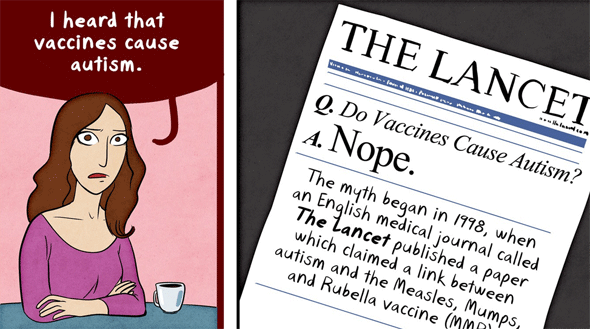 I heard that
vaccines cause
autism.
THE LANCET
Q. Do Vaccines Cause Autism?
A. Nope.
The myth began in 1998, when
an English medical journal called
The Lancet published a paper
which claimed a link between
autism and the Measles, Mumps,
and Rubella vaccine (MMR)